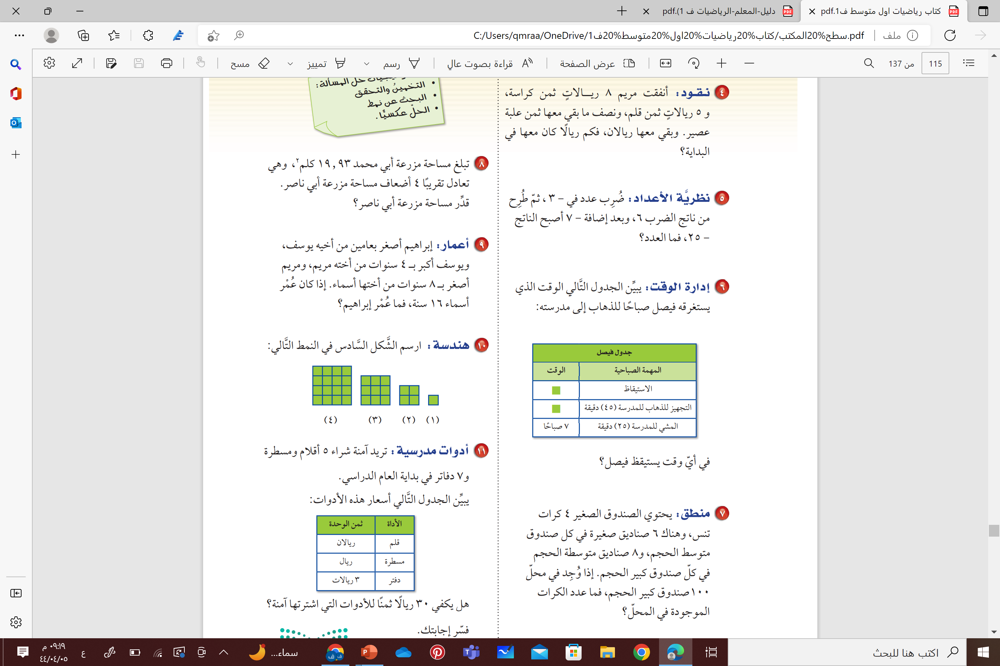 كتاب رياضيات اول متوسط ف1.pdf
دليل-المعلم-الرياضيات ف 1).pdf
ملف
C:/Users/qmraa/OneDrive/سطح%20المكتب/كتاب%20رياضيات%20اول%20متوسط%20ف1.pdf
115
من 137
عرض الصفحة
قراءة بصوت عالٍ
رسم
تمييز
مسح
٤ نـقـود: أنفقت مريم ٨ ريـالاتٍ ثمن كراسة،
و ٥ ريالاتٍ ثمن قلم، ونصف ما بقي معها ثمن علبة
عصير. وبقي معها ريالان، فكم ريالًا كان معها في
البداية؟
٥ نظريَّة الأعداد: ضُرِب عدد في – ٣ ، ثمّ طُرِح
من ناتج الضرب ٦، وبعد إضافة – ٧ أصبح الناتج
– ٢٥، فما العدد؟
٦ إدارة الوقت: يبيِّن الجدول التَّالي الوقت الذي
يستغرقه فيصل صباحًا للذهاب إلى مدرسته:
جدول فيصل
المهمة الصباحية الوقت
الاستيقاظ
التجهيز للذهاب للمدرسة (٤٥) دقيقة
المشي للمدرسة (٢٥) دقيقة ٧ صباحًا
في أيّ وقت يستيقظ فيصل؟
٧ منطق: يحتوي الصندوق الصغير ٤ كرات
تنس، وهناك ٦ صناديق صغيرة في كل صندوق
متوسط الحجم، و٨ صناديق متوسطة الحجم
في كلّ صندوق كبير الحجم. إذا وُجِد في محلّ
١٠٠صندوق كبير الحجم، فما عدد الكرات
الموجودة في المحلّ؟
حل المسألة:
• التخمينُ والتحقق
• البحث عن نمط
• الحلّ عكسيًّا.
٨ تبلغ مساحة مزرعة أبي محمد ١٩,٩٣ كلم٢، وهي
تعادل تقريبًا ٤ أضعاف مساحة مزرعة أبي ناصر.
قدِّر مساحة مزرعة أبي ناصر؟
٩ أعمار: إبراهيم أصغر بعامين من أخيه يوسف،
ويوسف أكبر بـ ٤ سنوات من أخته مريم، ومريم
أصغر بـ ٨ سنوات من أختها أسماء. إذا كان عُمْر
أسماء ١٦ سنة، فما عُمْر إبراهيم؟
١٠ هندسة: ارسم الشَّكل السَّادس في النمط التَّالي:
(١) (٢) (٣) (٤)
١١ أدوات مدرسية: تريد آمنة شراء ٥ أقلام ومسطرة
و٧ دفاتر في بداية العام الدراسي.
يبيِّن الجدول التَّالي أسعار هذه الأدوات:
الأداة ثمن الوحدة
قلم ريالان
مسطرة ريال
دفتر ٣ ريالات
هل يكفي ٣٠ ريالًا ثمنًا للأدوات التي اشترتها آمنة؟
فسّر إجابتك.
اكتب هنا للبحث
سماء...
ع
٠٩:١٩ م
٤٤/٠٤/٠٥